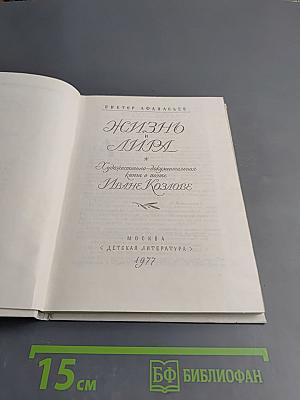 ВИКТОР АФАНАСЬЕВ
ЖИЗНЬ
и
ЛИРА
*
Художественно-документальная
книга о поэте
ИВАНЕ КОЗЛОВЕ
МОСКВА
«ДЕТСКАЯ ЛИТЕРАТУРА»
1977
15 см
БФ БИБЛИОФАН